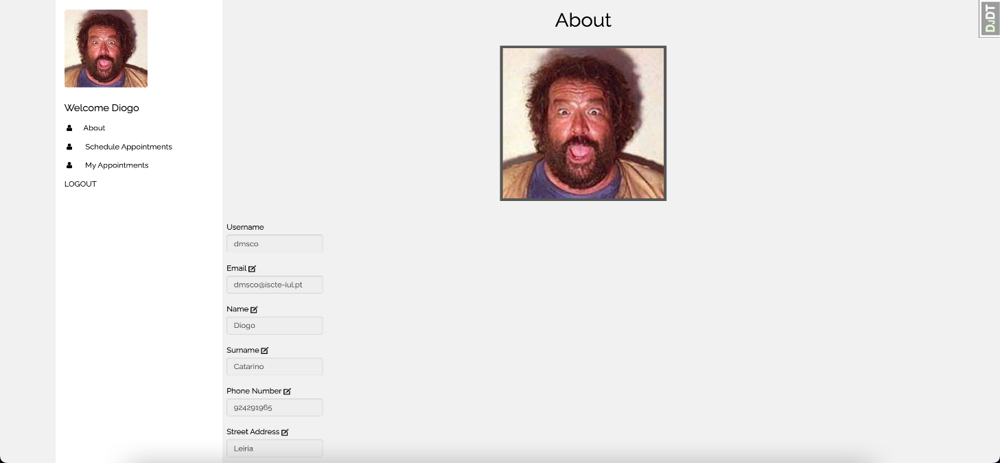 Welcome Diogo
About
Schedule Appointments
My Appointments
LOGOUT
About
Username
dmsco
Email
dmsco@iscte-iul.pt
Name
Diogo
Surname
Catarino
Phone Number
924291965
Street Address
Leiria
DJDT